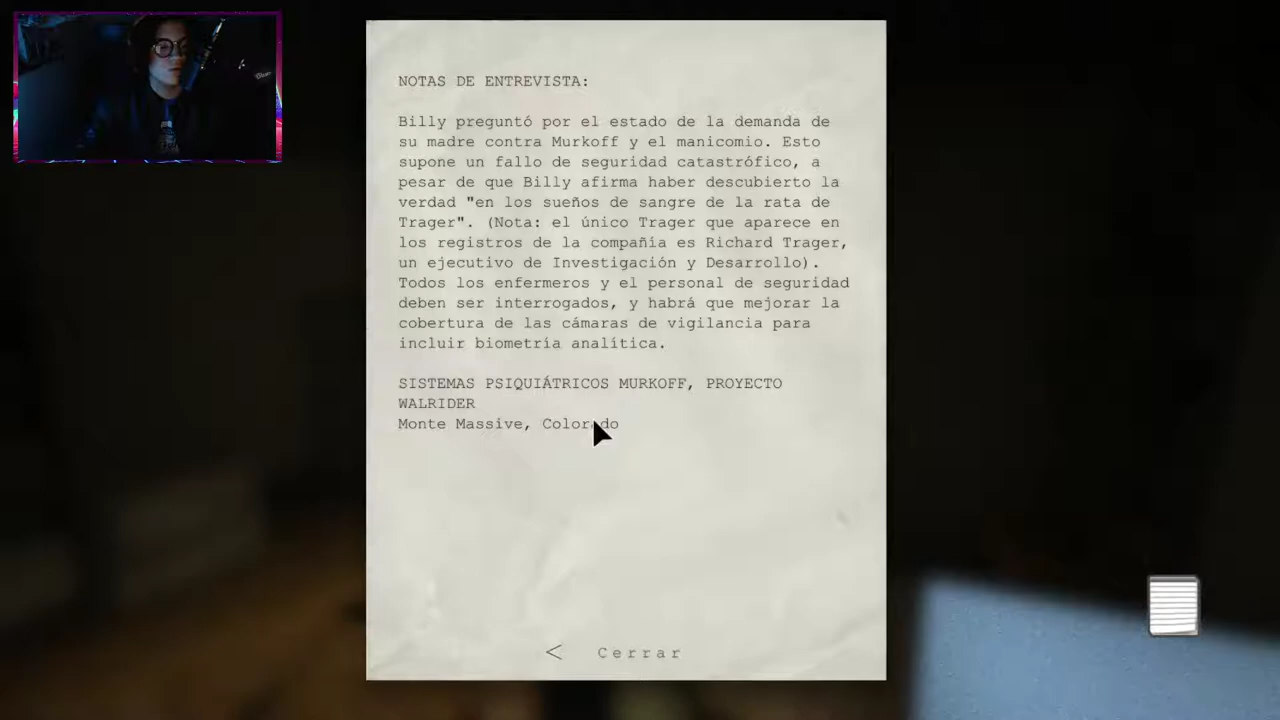 NOTAS DE ENTREVISTA:
Billy preguntó por el estado de la demanda de
su madre contra Murkoff y el manicomio. Esto
supone un fallo de seguridad catastrófico, a
pesar de que Billy afirma haber descubierto la
verdad "en los sueños de sangre de la rata de
Trager". (Nota: el único Trager que aparece en
los registros de la compañía es Richard Trager,
un ejecutivo de Investigación y Desarrollo).
Todos los enfermeros y el personal de seguridad
deben ser interrogados, y habrá que mejorar la
cobertura de las cámaras de vigilancia para
incluir biometría analítica.
SISTEMAS PSIQUIÁTRICOS MURKOFF, PROYECTO
WALRIDER
Monte Massive, Colorado
< Cerrar